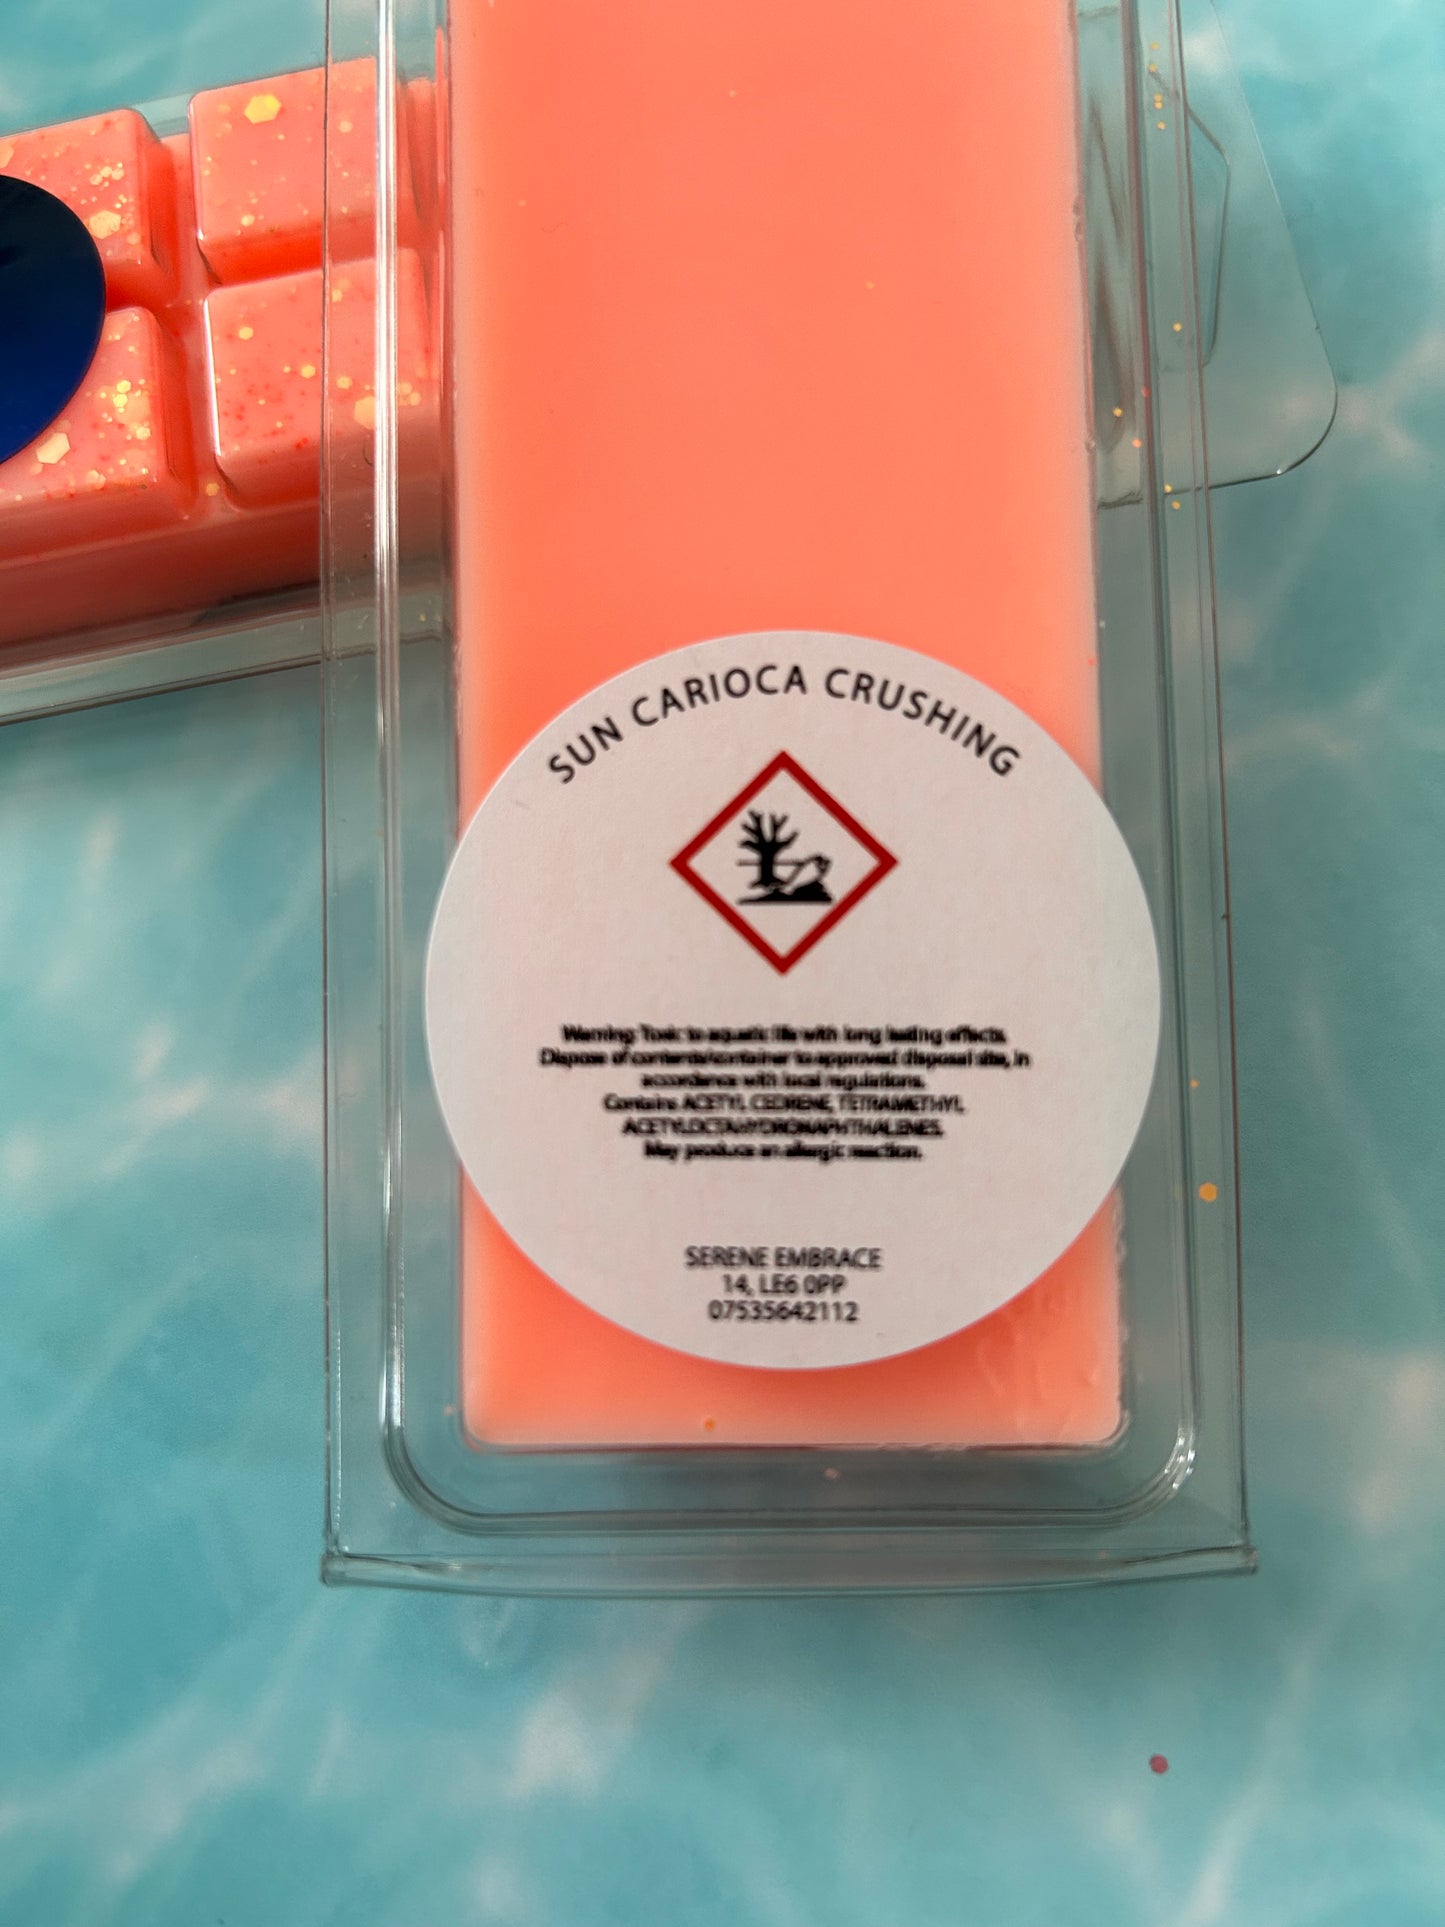 SUN CARIOCA CRUSHING
Warning: Toxic to aquatic life with long lasting effects.
Dispose of contents/container to approved disposal site, in
accordance with local regulations.
Contains ACETYL CEDRENE, TETRAMETHYL
ACETYLOCTAHYDRONAPHTHALENES.
May produce an allergic reaction.
SERENE EMBRACE
14, LE6 0PP
07535642112